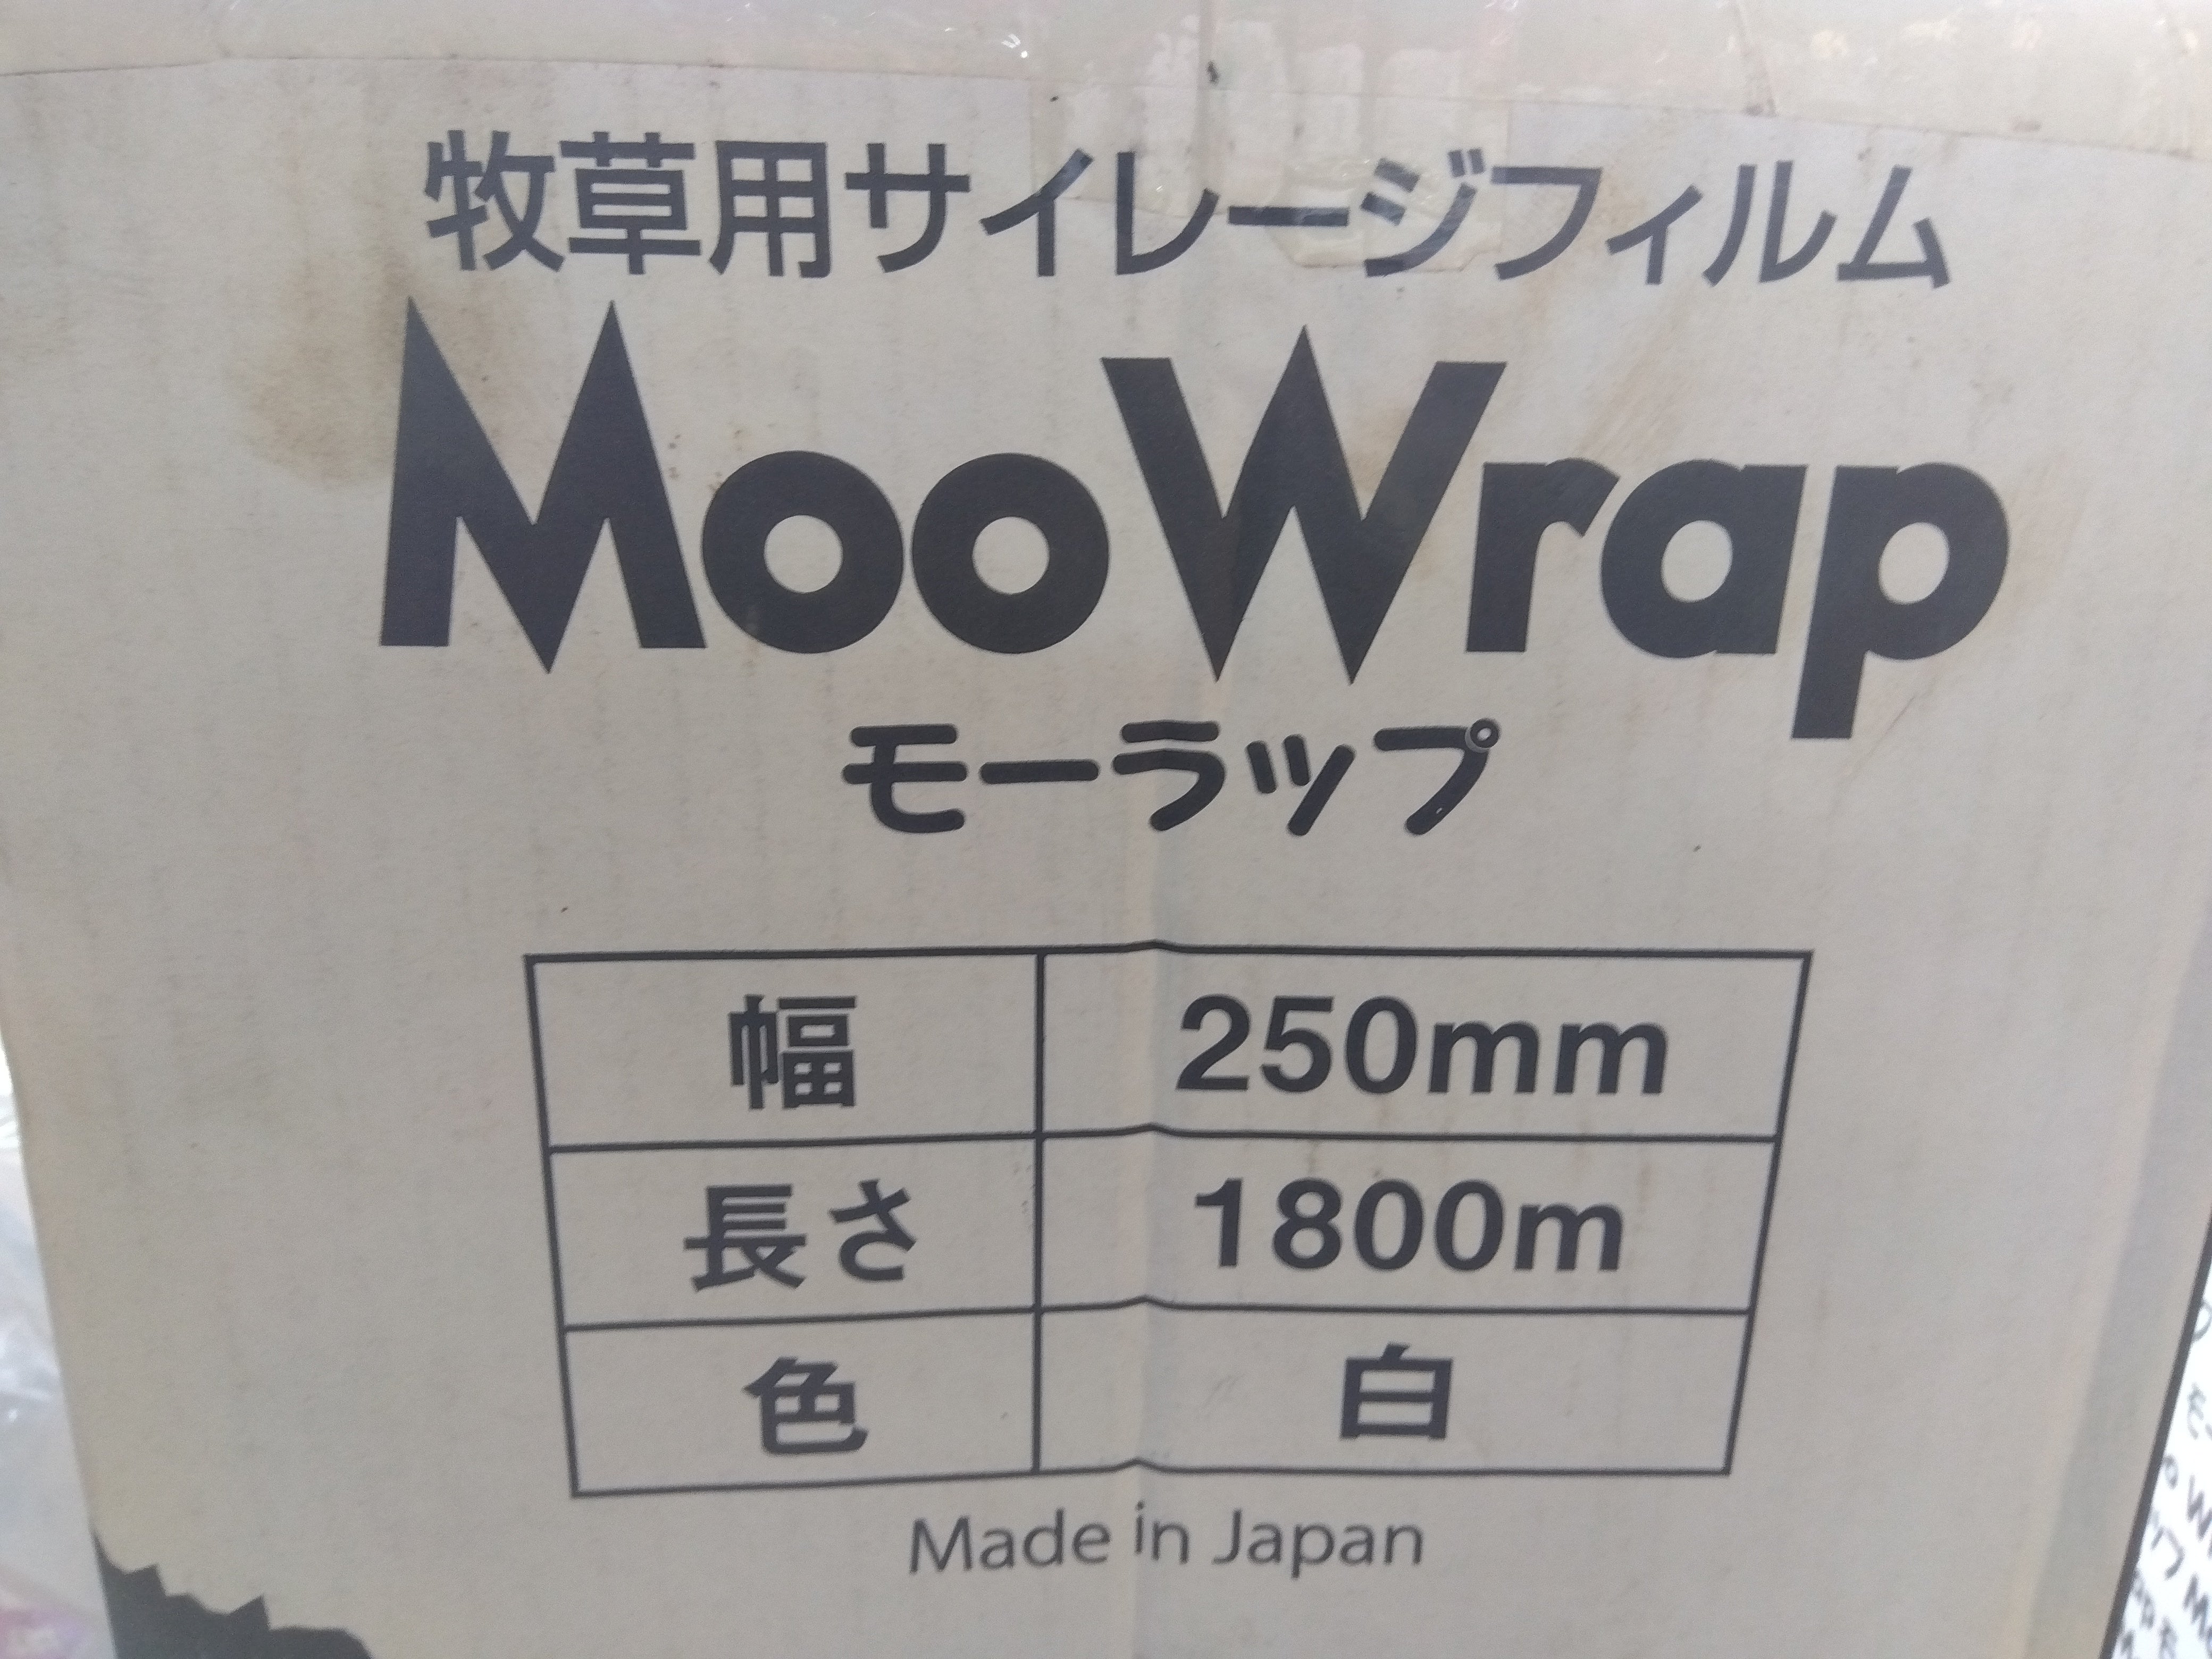 牧草用サイレージフィルム
MooWrap
モーラップ
幅 250mm
長さ 1800m
色 白
Made in Japan